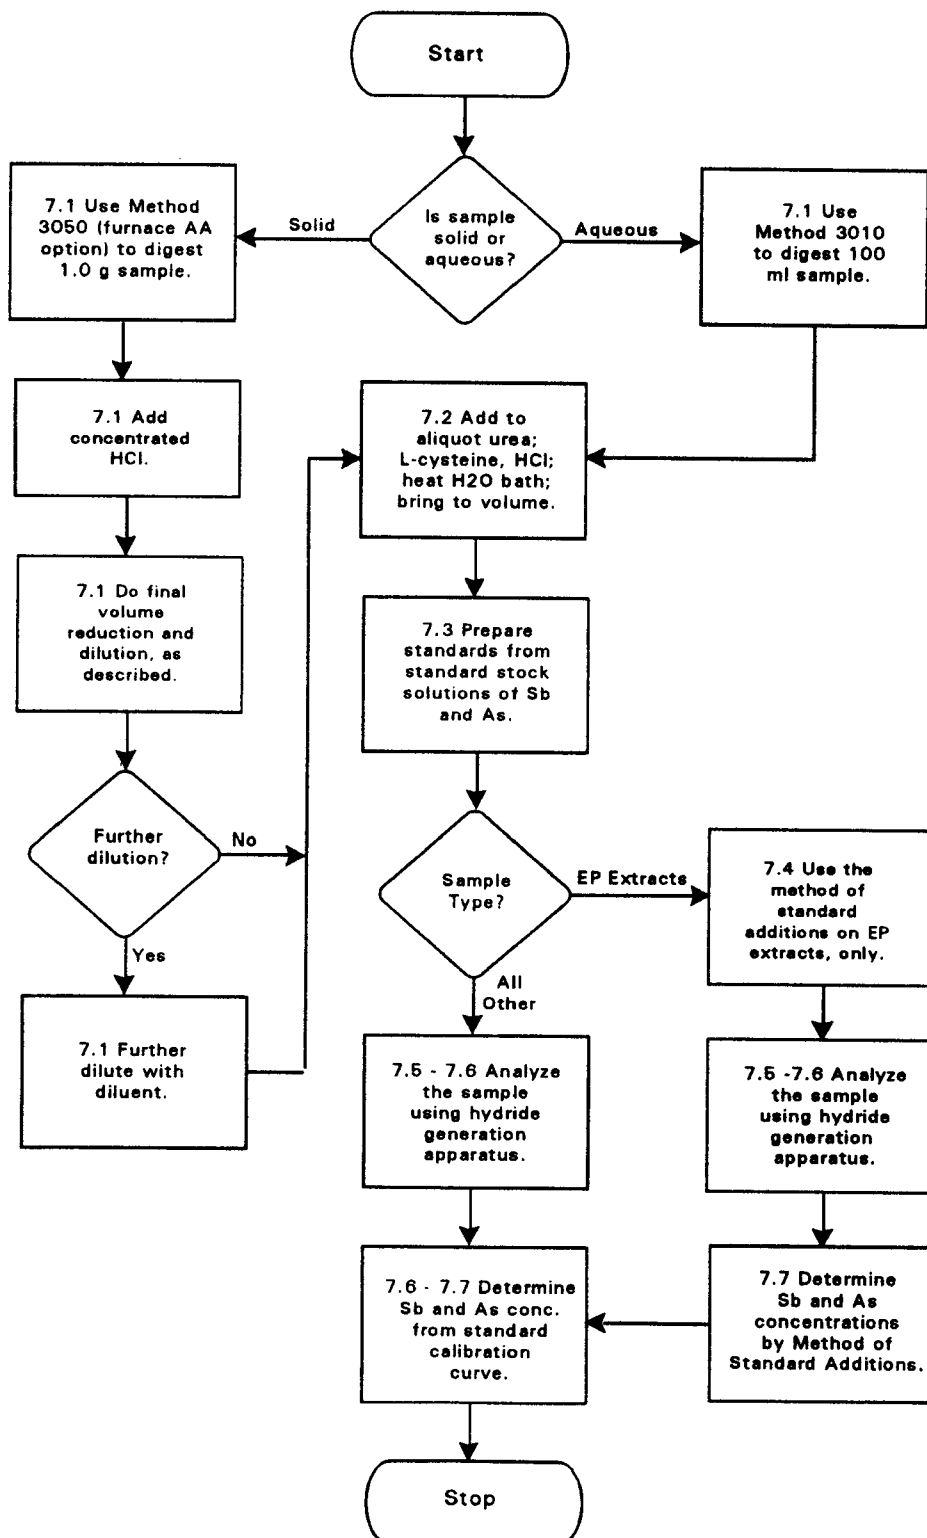 Start
Is sample
solid or
aqueous?
Solid
Aqueous
7.1 Use Method
3050 (furnace AA
option) to digest
1.0 g sample.
7.1 Use
Method 3010
to digest 100
ml sample.
7.1 Add
concentrated
HCl.
7.1 Do final
volume
reduction and
dilution, as
described.
Further
dilution?
No
Yes
7.1 Further
dilute with
diluent.
7.2 Add to
aliquot urea;
L-cysteine, HCl;
heat H2O bath;
bring to volume.
7.3 Prepare
standards from
standard stock
solutions of Sb
and As.
Sample
Type?
EP Extracts
All
Other
7.4 Use the
method of
standard
additions on EP
extracts, only.
7.5 - 7.6 Analyze
the sample
using hydride
generation
apparatus.
7.5 -7.6 Analyze
the sample
using hydride
generation
apparatus.
7.6 - 7.7 Determine
Sb and As conc.
from standard
calibration
curve.
7.7 Determine
Sb and As
concentrations
by Method of
Standard Additions.
Stop